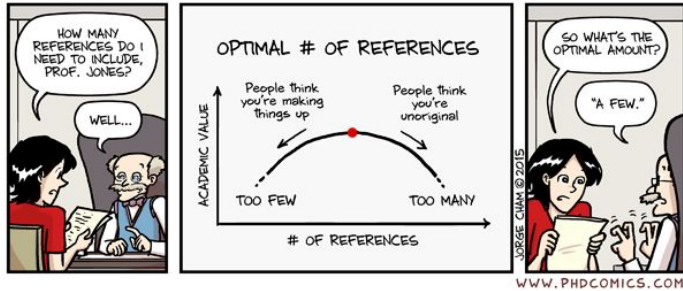 HOW MANY
REFERENCES DO I
NEED TO INCLUDE,
PROF. JONES?
WELL...
OPTIMAL # OF REFERENCES
People think
you're making
things up
People think
you're
unoriginal
ACADEMIC VALUE
TOO FEW
TOO MANY
# OF REFERENCES
SO WHAT'S THE
OPTIMAL AMOUNT?
"A FEW."
JORGE CHAM © 2015
WWW.PHDCOMICS.COM